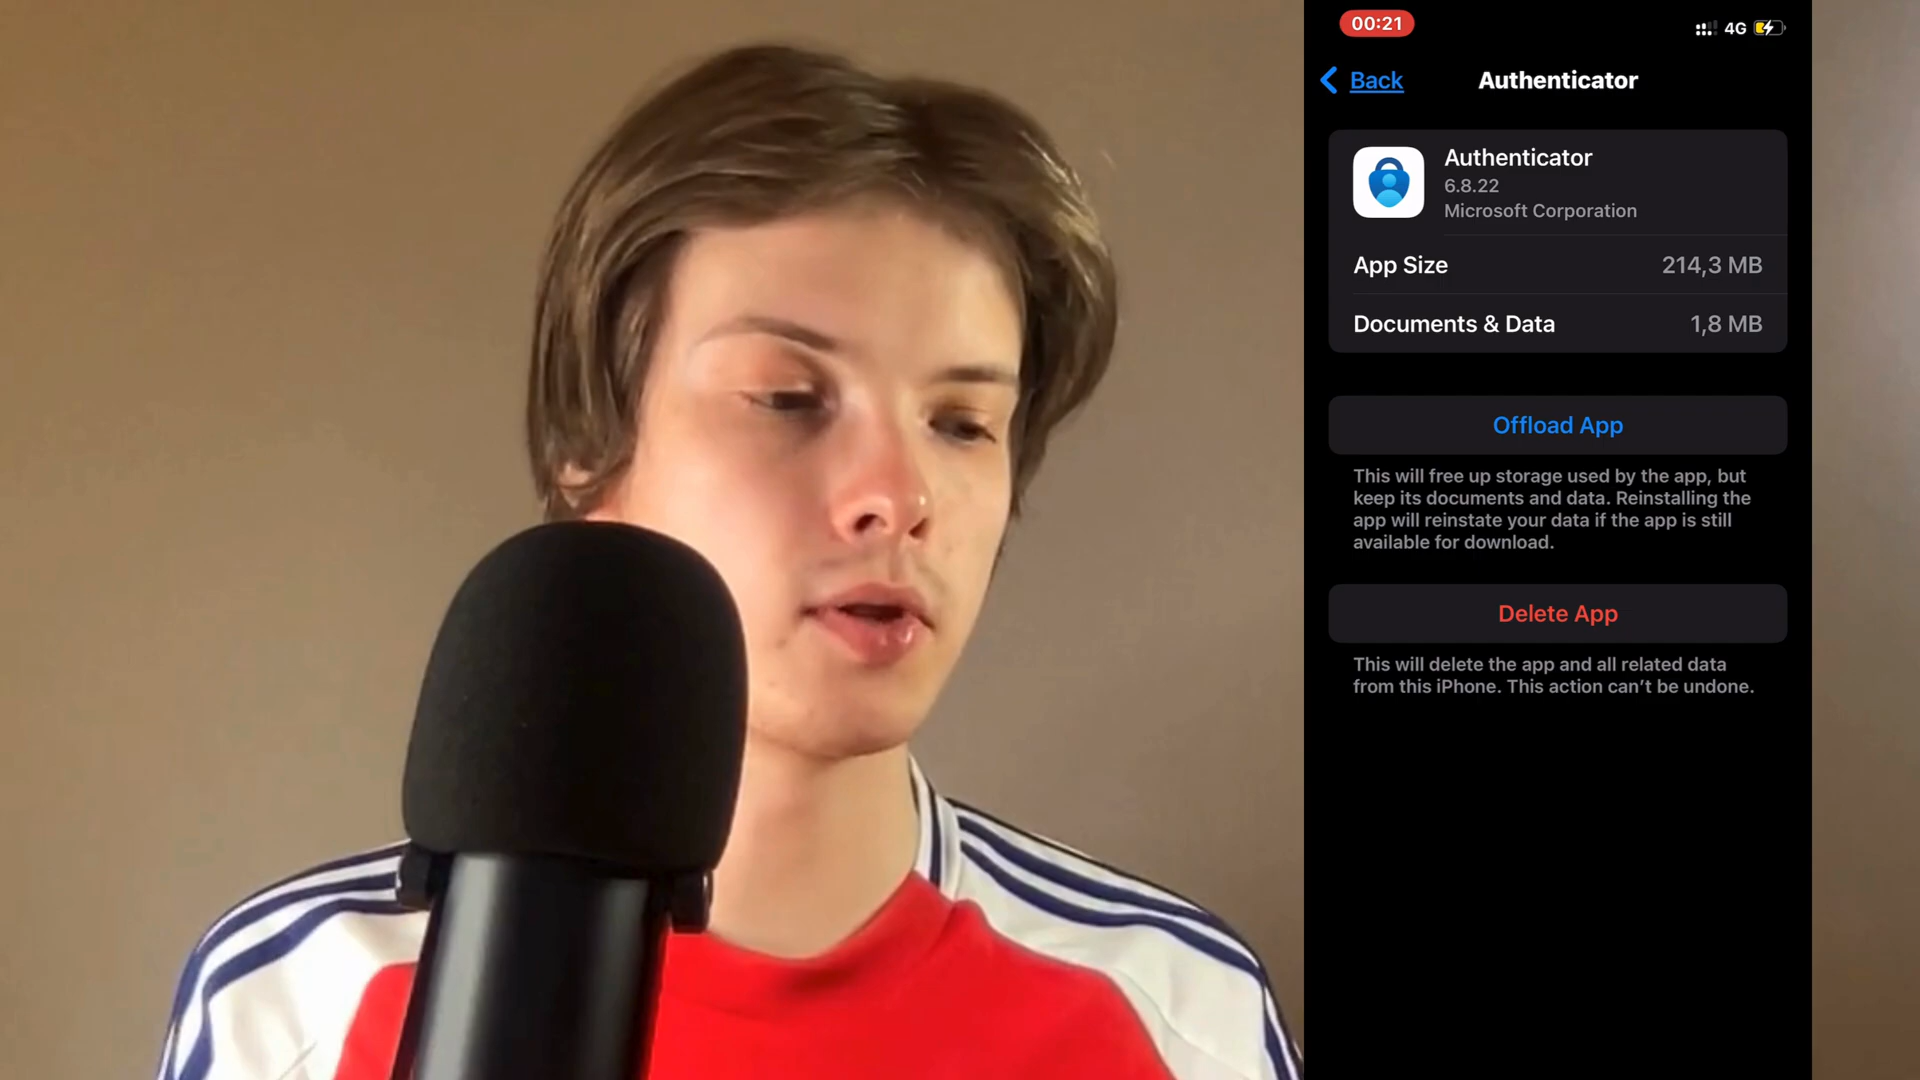 00:21
4G
Back
Authenticator
Authenticator
6.8.22
Microsoft Corporation
App Size
214,3 MB
Documents & Data
1,8 MB
Offload App
This will free up storage used by the app, but
keep its documents and data. Reinstalling the
app will reinstate your data if the app is still
available for download.
Delete App
This will delete the app and all related data
from this iPhone. This action can’t be undone.